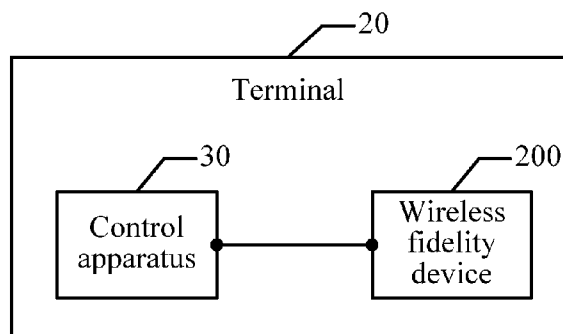 20
Terminal
30
200
Control
apparatus
Wireless
fidelity
device